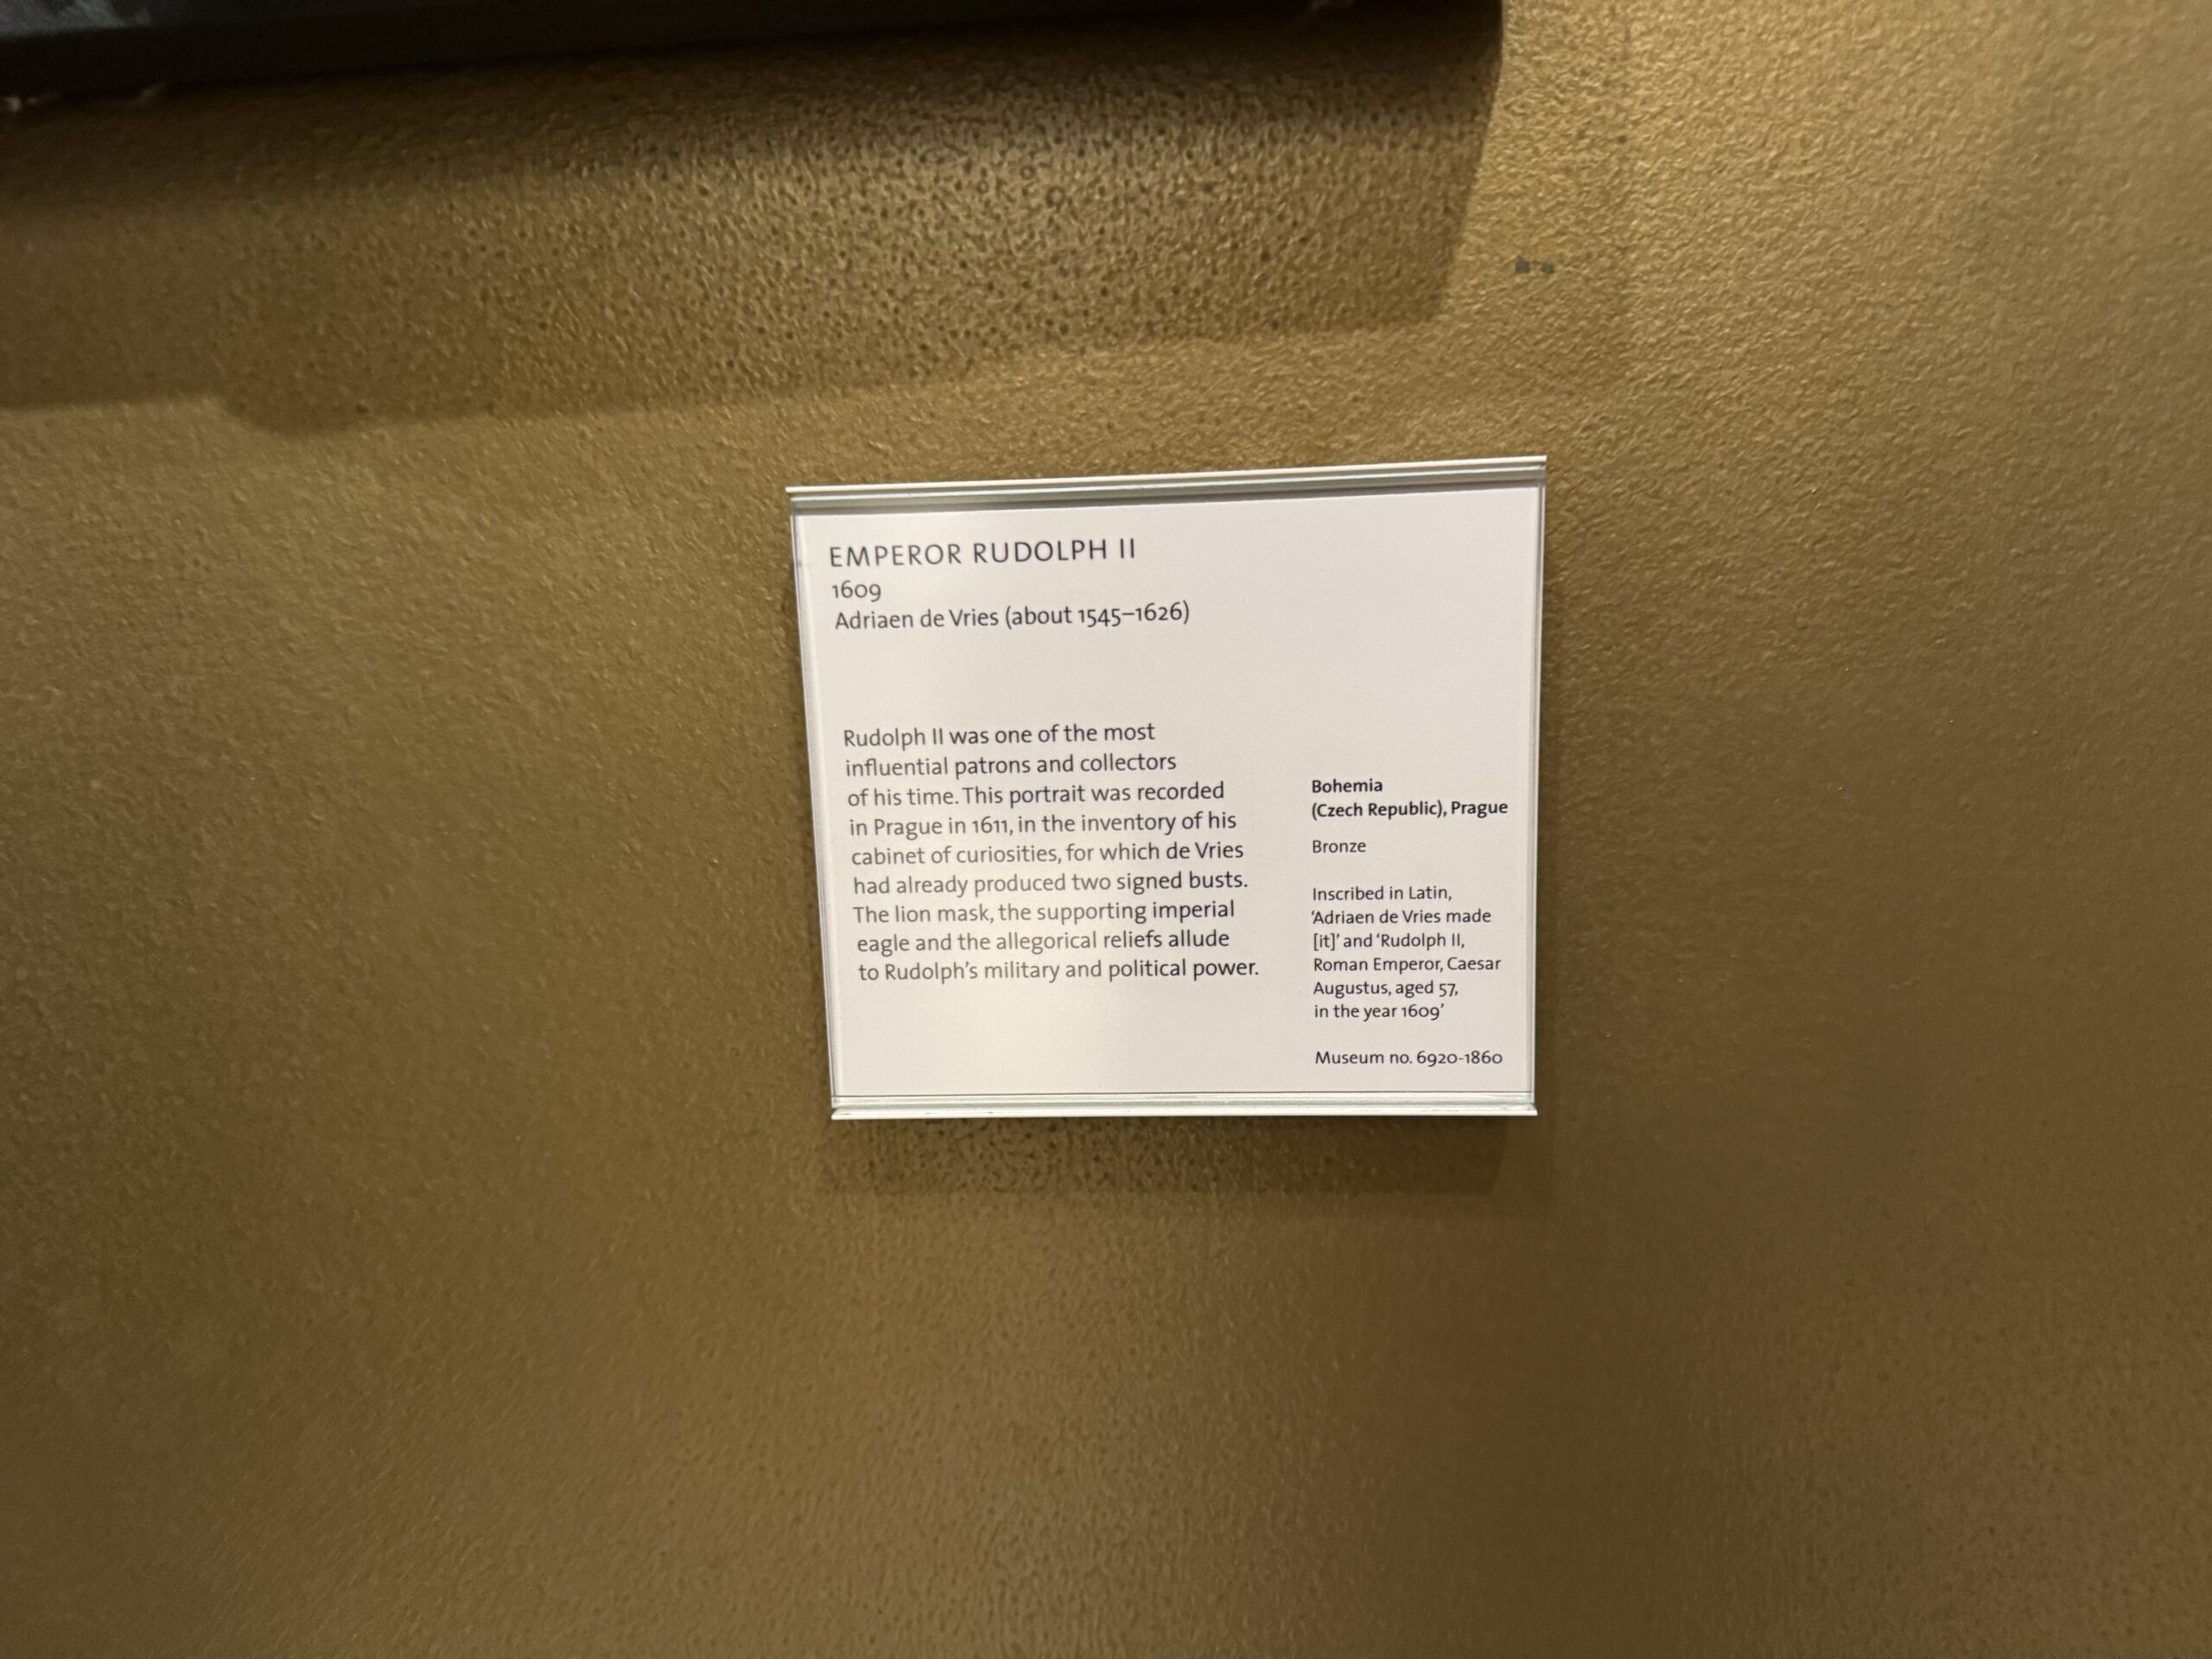 EMPEROR RUDOLPH II
1609
Adriaen de Vries (about 1545–1626)
Rudolph II was one of the most
influential patrons and collectors
of his time. This portrait was recorded
in Prague in 1611, in the inventory of his
cabinet of curiosities, for which de Vries
had already produced two signed busts.
The lion mask, the supporting imperial
eagle and the allegorical reliefs allude
to Rudolph's military and political power.
Bohemia
(Czech Republic), Prague
Bronze
Inscribed in Latin,
‘Adriaen de Vries made
[it]’ and ‘Rudolph II,
Roman Emperor, Caesar
Augustus, aged 57,
in the year 1609’
Museum no. 6920-1860